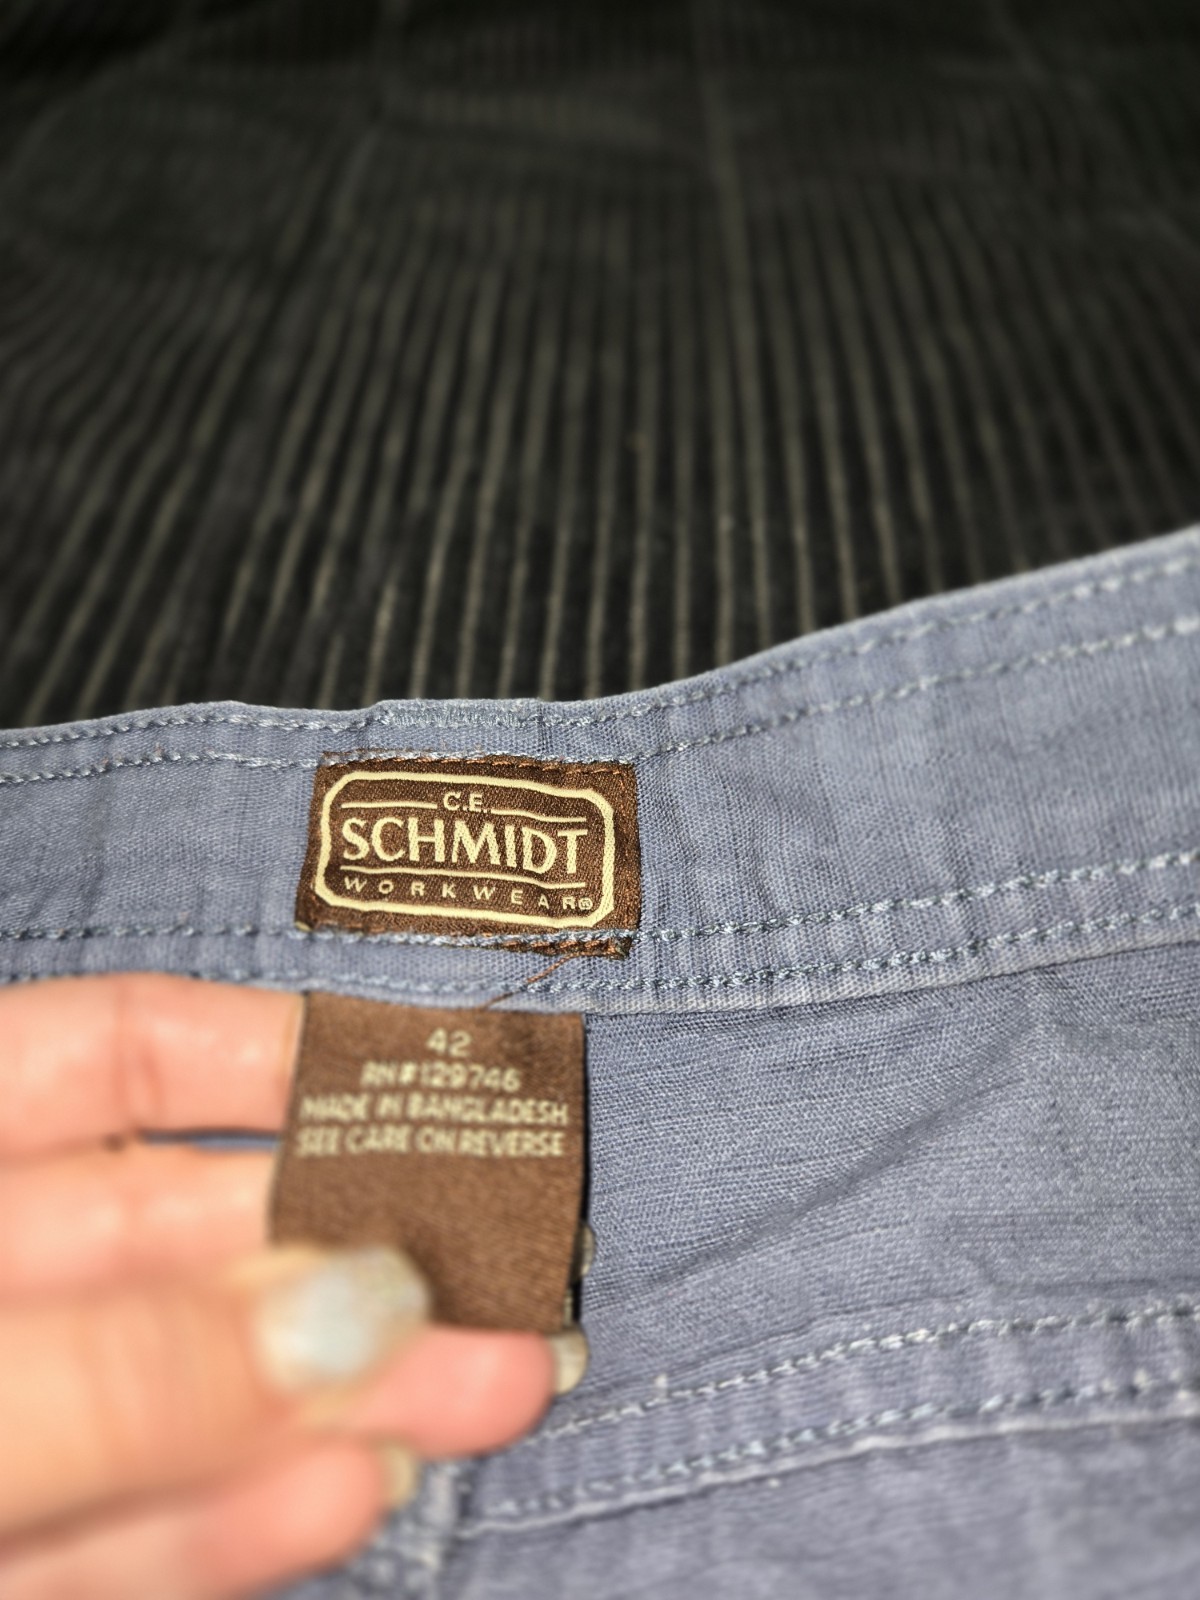 C.E.
SCHMIDT
WORKWEAR®
42
RN#129746
MADE IN BANGLADESH
SEE CARE ON REVERSE